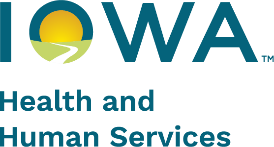 IOWA™
Health and
Human Services